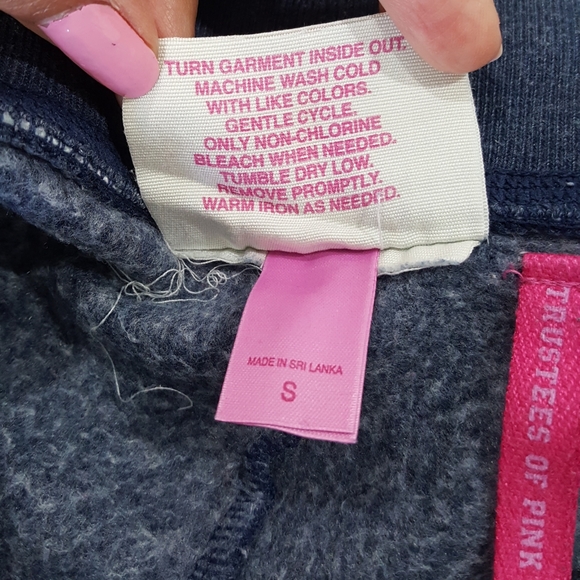 TURN GARMENT INSIDE OUT.
MACHINE WASH COLD
WITH LIKE COLORS.
GENTLE CYCLE.
ONLY NON-CHLORINE
BLEACH WHEN NEEDED.
TUMBLE DRY LOW.
REMOVE PROMPTLY.
WARM IRON AS NEEDED.
MADE IN SRI LANKA
S
TRUSTEES OF PINK